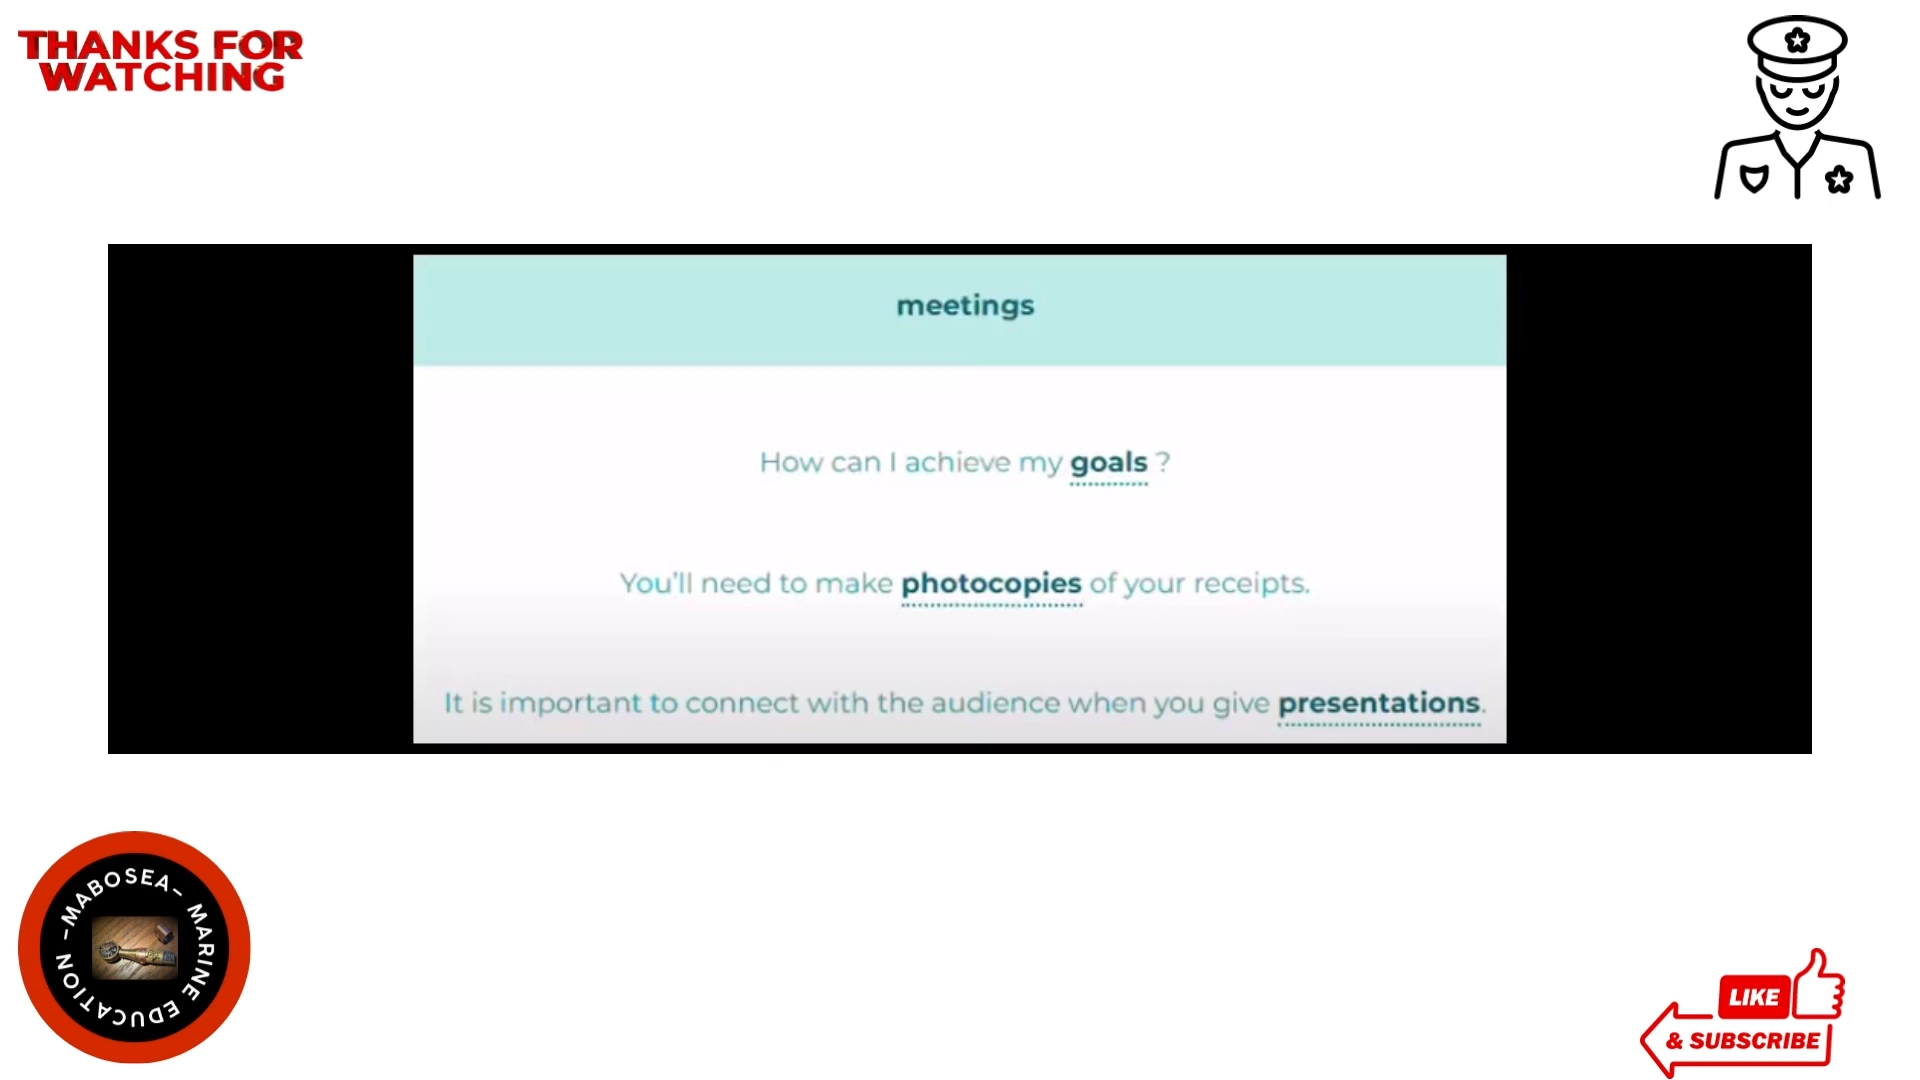 THANKS FOR
WATCHING
meetings
How can I achieve my goals ?
You'll need to make photocopies of your receipts.
It is important to connect with the audience when you give presentations.
-MABOSEA- MARINE EDUCATION
LIKE
& SUBSCRIBE